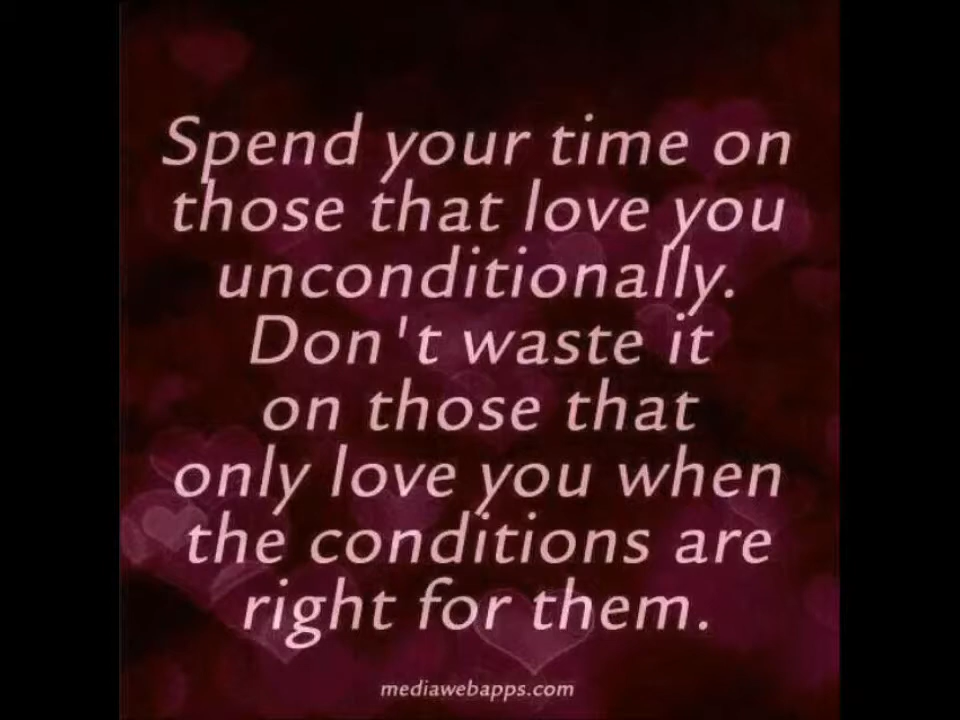 Spend your time on
those that love you
unconditionally.
Don't waste it
on those that
only love you when
the conditions are
right for them.
mediawebapps.com